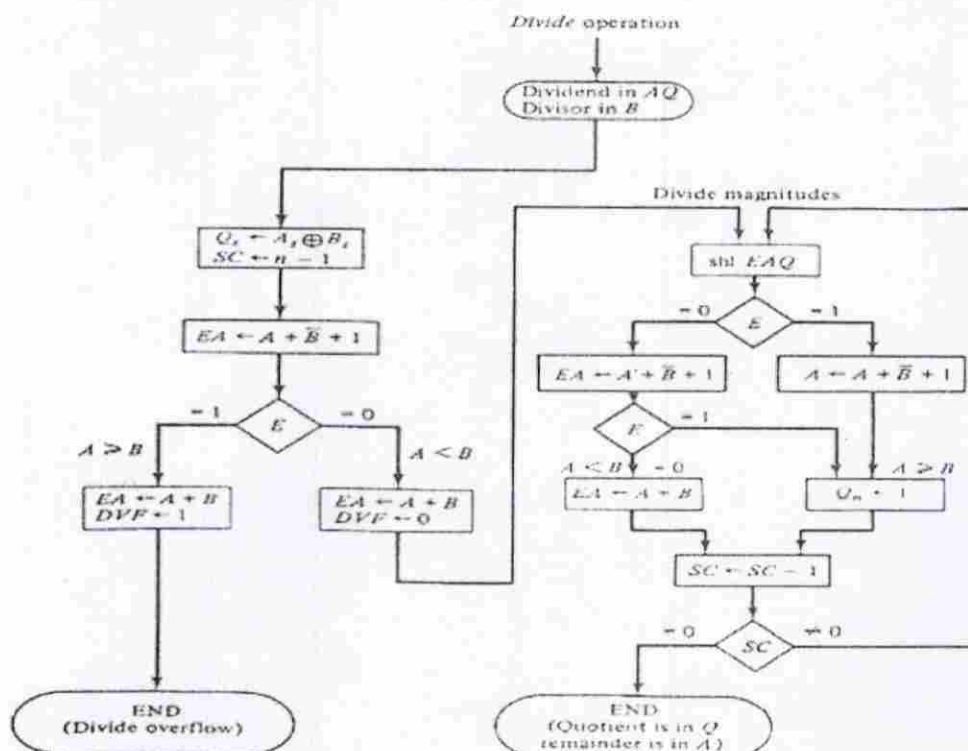 Divide operation
Dividend in AQ
Divisor in B
Qₛ ← Aₛ ⊕ Bₛ
SC ← n − 1
EA ← A + B̅ + 1
= 1
E
= 0
A ≥ B
A < B
EA ← A + B
DVF ← 1
EA ← A + B
DVF ← 0
END
(Divide overflow)
Divide magnitudes
shl EAQ
= 0
E
= 1
EA ← A + B̅ + 1
A ← A + B̅ + 1
E
= 1
A < B
= 0
A ≥ B
EA ← A + B
Qₙ ← 1
SC ← SC − 1
= 0
SC
≠ 0
END
(Quotient is in Q
remainder is in A)